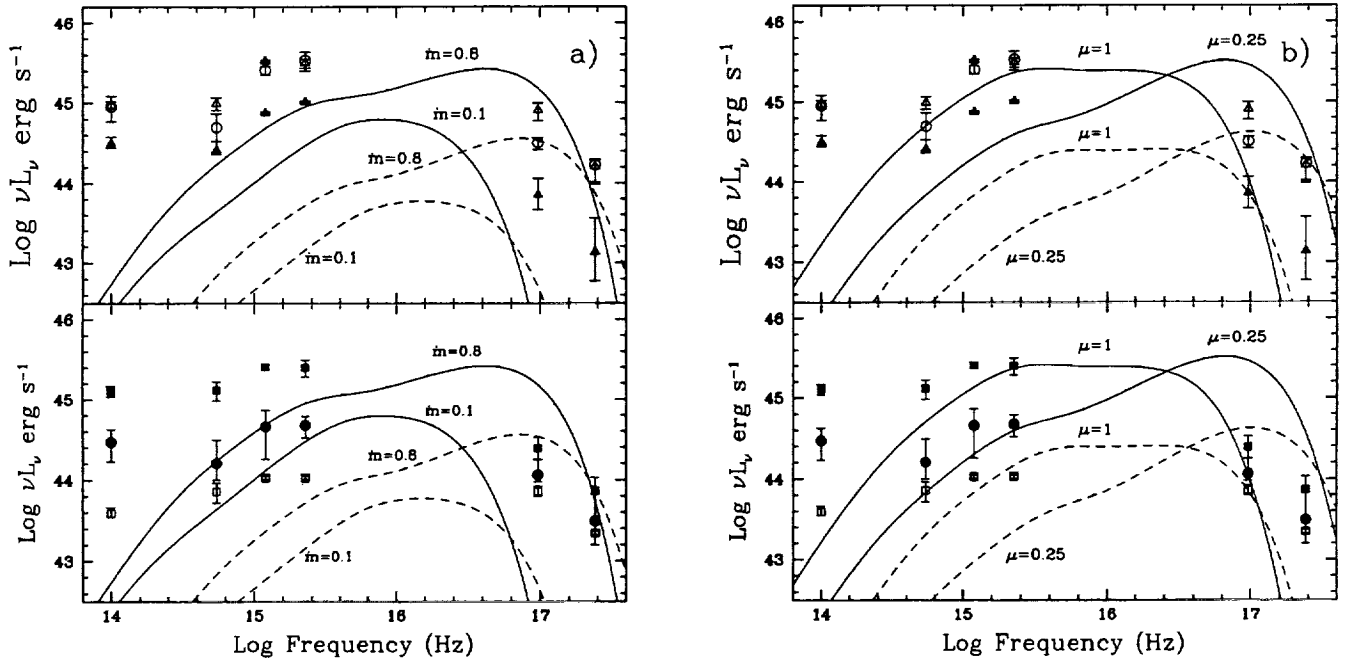 46
45
44
43
46
45
44
43
14
15
16
17
Log νLν erg s⁻¹
Log νLν erg s⁻¹
Log Frequency (Hz)
a)
ṁ=0.8
ṁ=0.1
ṁ=0.8
ṁ=0.1
ṁ=0.8
ṁ=0.1
ṁ=0.8
ṁ=0.1
46
45
44
43
46
45
44
43
14
15
16
17
Log νLν erg s⁻¹
Log νLν erg s⁻¹
Log Frequency (Hz)
b)
μ=1
μ=0.25
μ=1
μ=0.25
μ=1
μ=0.25
μ=1
μ=0.25